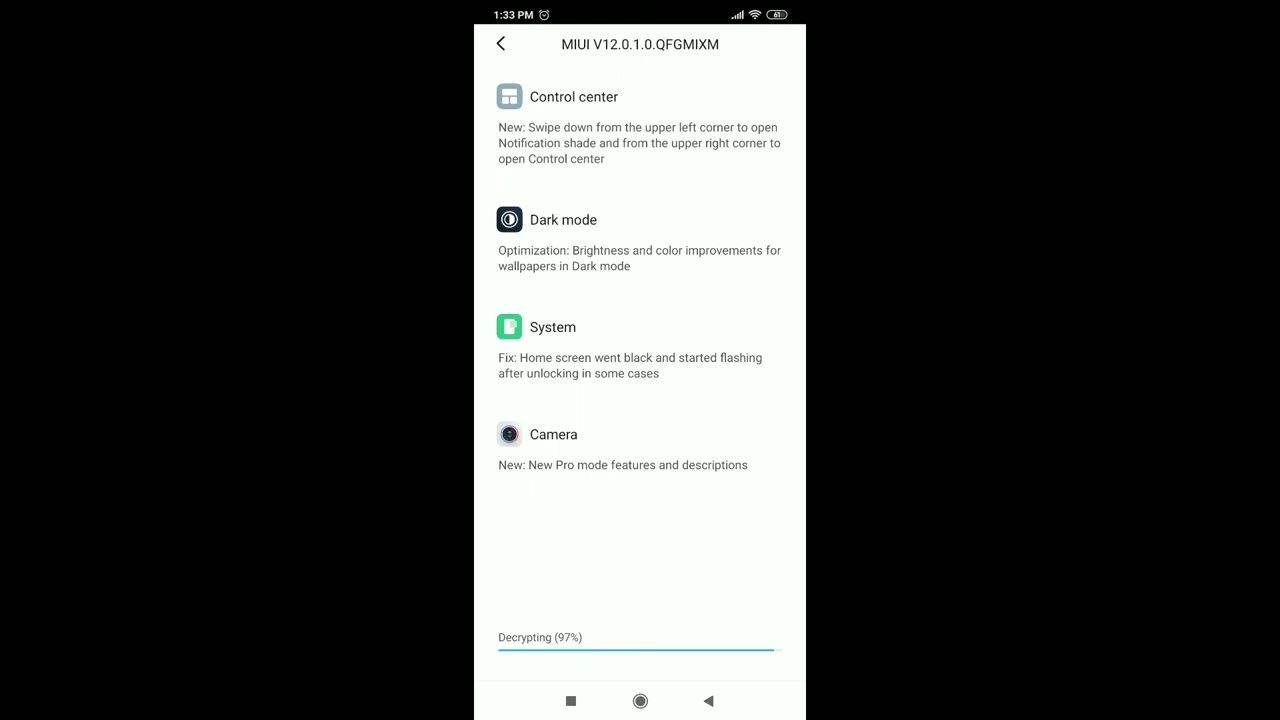 1:33 PM
61
MIUI V12.0.1.0.QFGMIXM
Control center
New: Swipe down from the upper left corner to open
Notification shade and from the upper right corner to
open Control center
Dark mode
Optimization: Brightness and color improvements for
wallpapers in Dark mode
System
Fix: Home screen went black and started flashing
after unlocking in some cases
Camera
New: New Pro mode features and descriptions
Decrypting (97%)